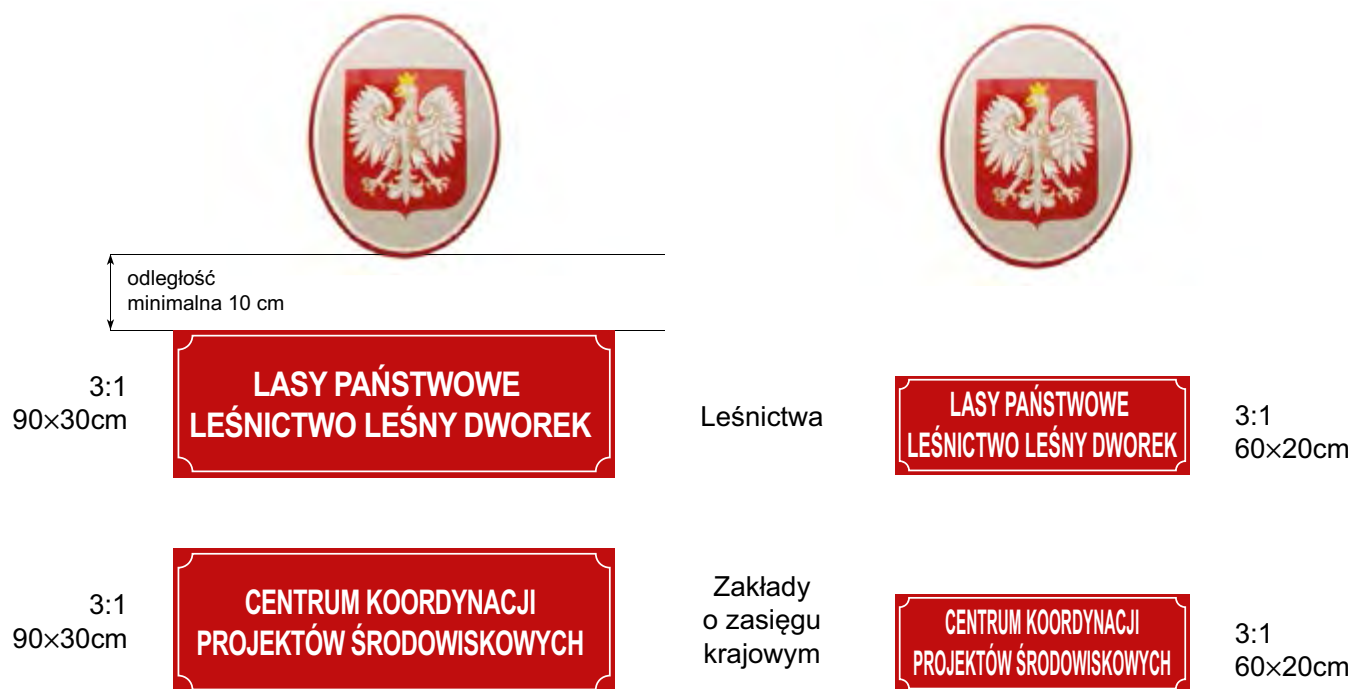 odległość
minimalna 10 cm
3:1
90×30cm
LASY PAŃSTWOWE
LEŚNICTWO LEŚNY DWOREK
Leśnictwa
LASY PAŃSTWOWE
LEŚNICTWO LEŚNY DWOREK
3:1
60×20cm
3:1
90×30cm
CENTRUM KOORDYNACJI
PROJEKTÓW ŚRODOWISKOWYCH
Zakłady
o zasięgu
krajowym
CENTRUM KOORDYNACJI
PROJEKTÓW ŚRODOWISKOWYCH
3:1
60×20cm